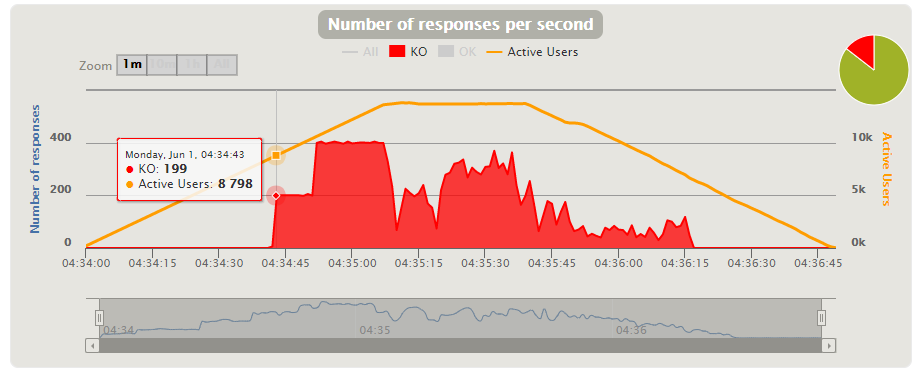 Number of responses per second
All KO OK Active Users
Zoom 1m 10m 1h All
Number of responses
Active Users
400
200
0
10k
5k
0k
Monday, Jun 1, 04:34:43
KO: 199
Active Users: 8 798
04:34:00 04:34:15 04:34:30 04:34:45 04:35:00 04:35:15 04:35:30 04:35:45 04:36:00 04:36:15 04:36:30 04:36:45
04:34 04:35 04:36